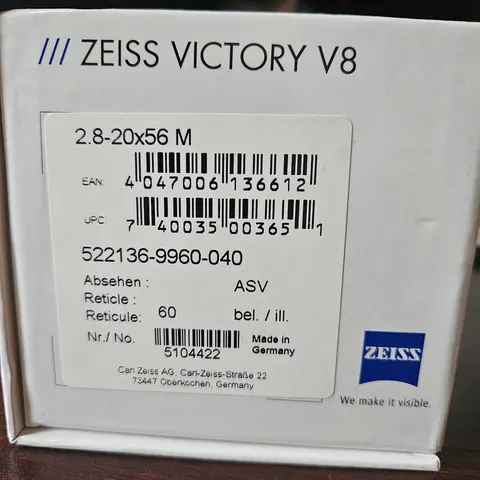 /// ZEISS VICTORY V8
2.8-20x56 M
EAN: 4 047006 136612
UPC: 7 40035 00365 1
522136-9960-040
Absehen : ASV
Reticle :
Reticule: 60 bel. / ill.
Nr./ No. 5104422 Made in
Germany
Carl Zeiss AG, Carl-Zeiss-Straße 22
73447 Oberkochen, Germany
ZEISS
We make it visible.